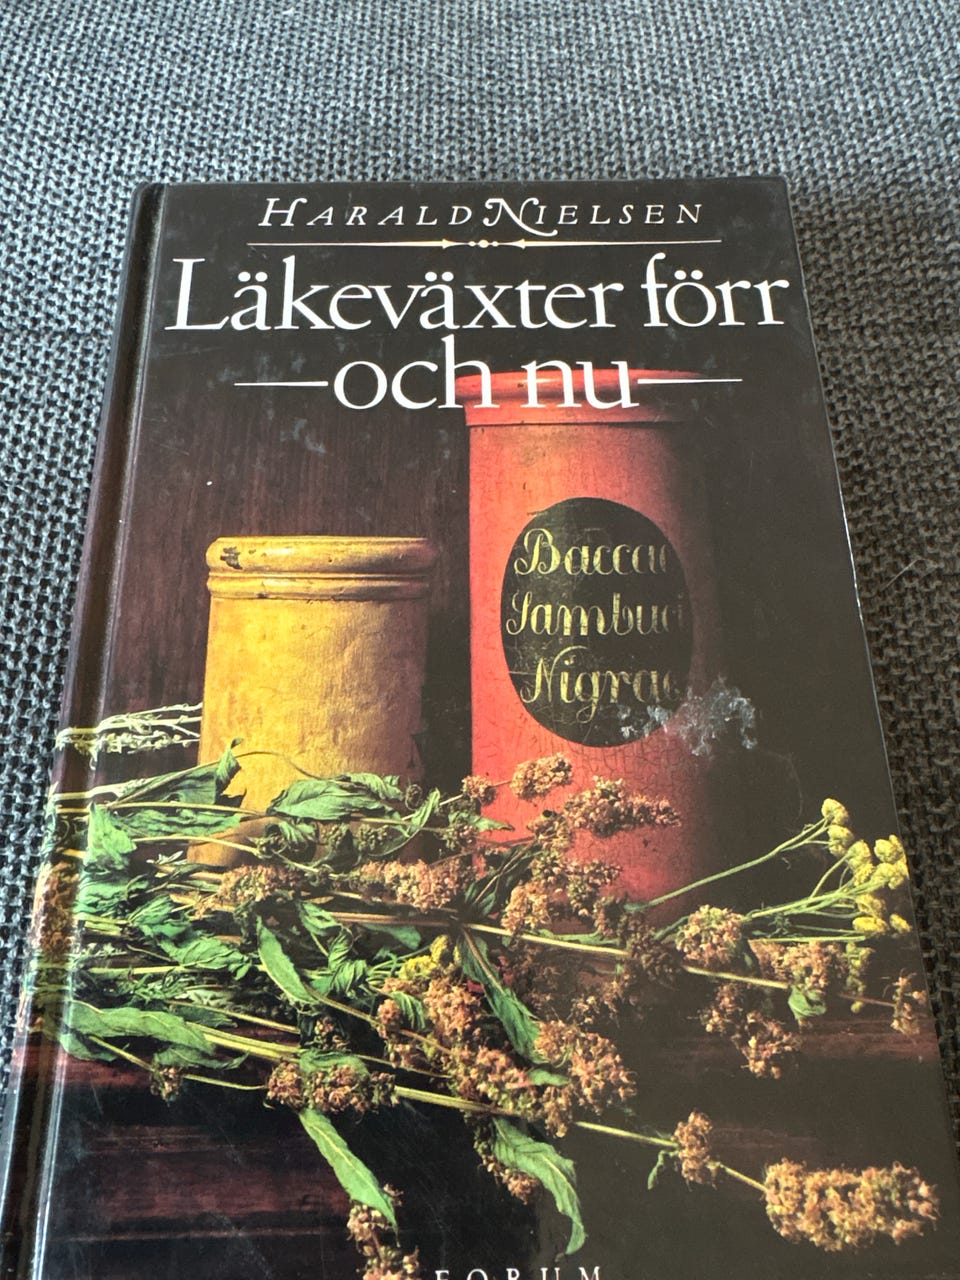 HARALD NIELSEN
Läkeväxter förr
och nu
Baccae
Sambuci
Nigrae
FORUM